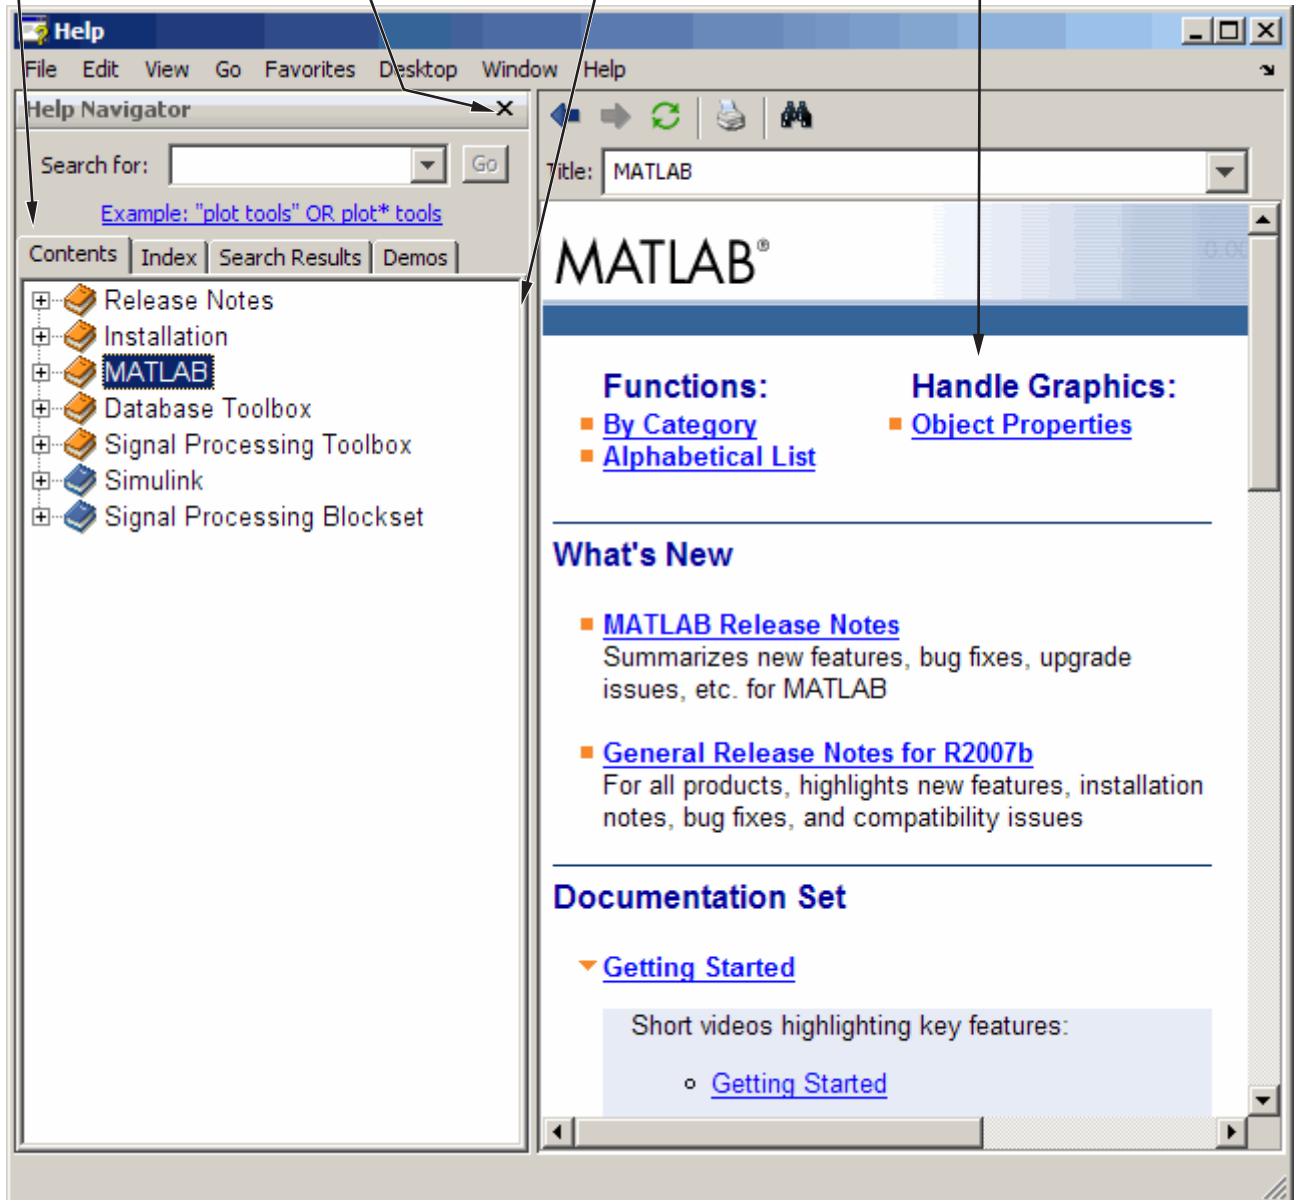 Help
File Edit View Go Favorites Desktop Window Help
Help Navigator
Search for:
Go
Example: "plot tools" OR plot* tools
Contents Index Search Results Demos
Release Notes
Installation
MATLAB
Database Toolbox
Signal Processing Toolbox
Simulink
Signal Processing Blockset
Title: MATLAB
MATLAB®
0.00
Functions:
By Category
Alphabetical List
Handle Graphics:
Object Properties
What's New
MATLAB Release Notes
Summarizes new features, bug fixes, upgrade
issues, etc. for MATLAB
General Release Notes for R2007b
For all products, highlights new features, installation
notes, bug fixes, and compatibility issues
Documentation Set
Getting Started
Short videos highlighting key features:
Getting Started